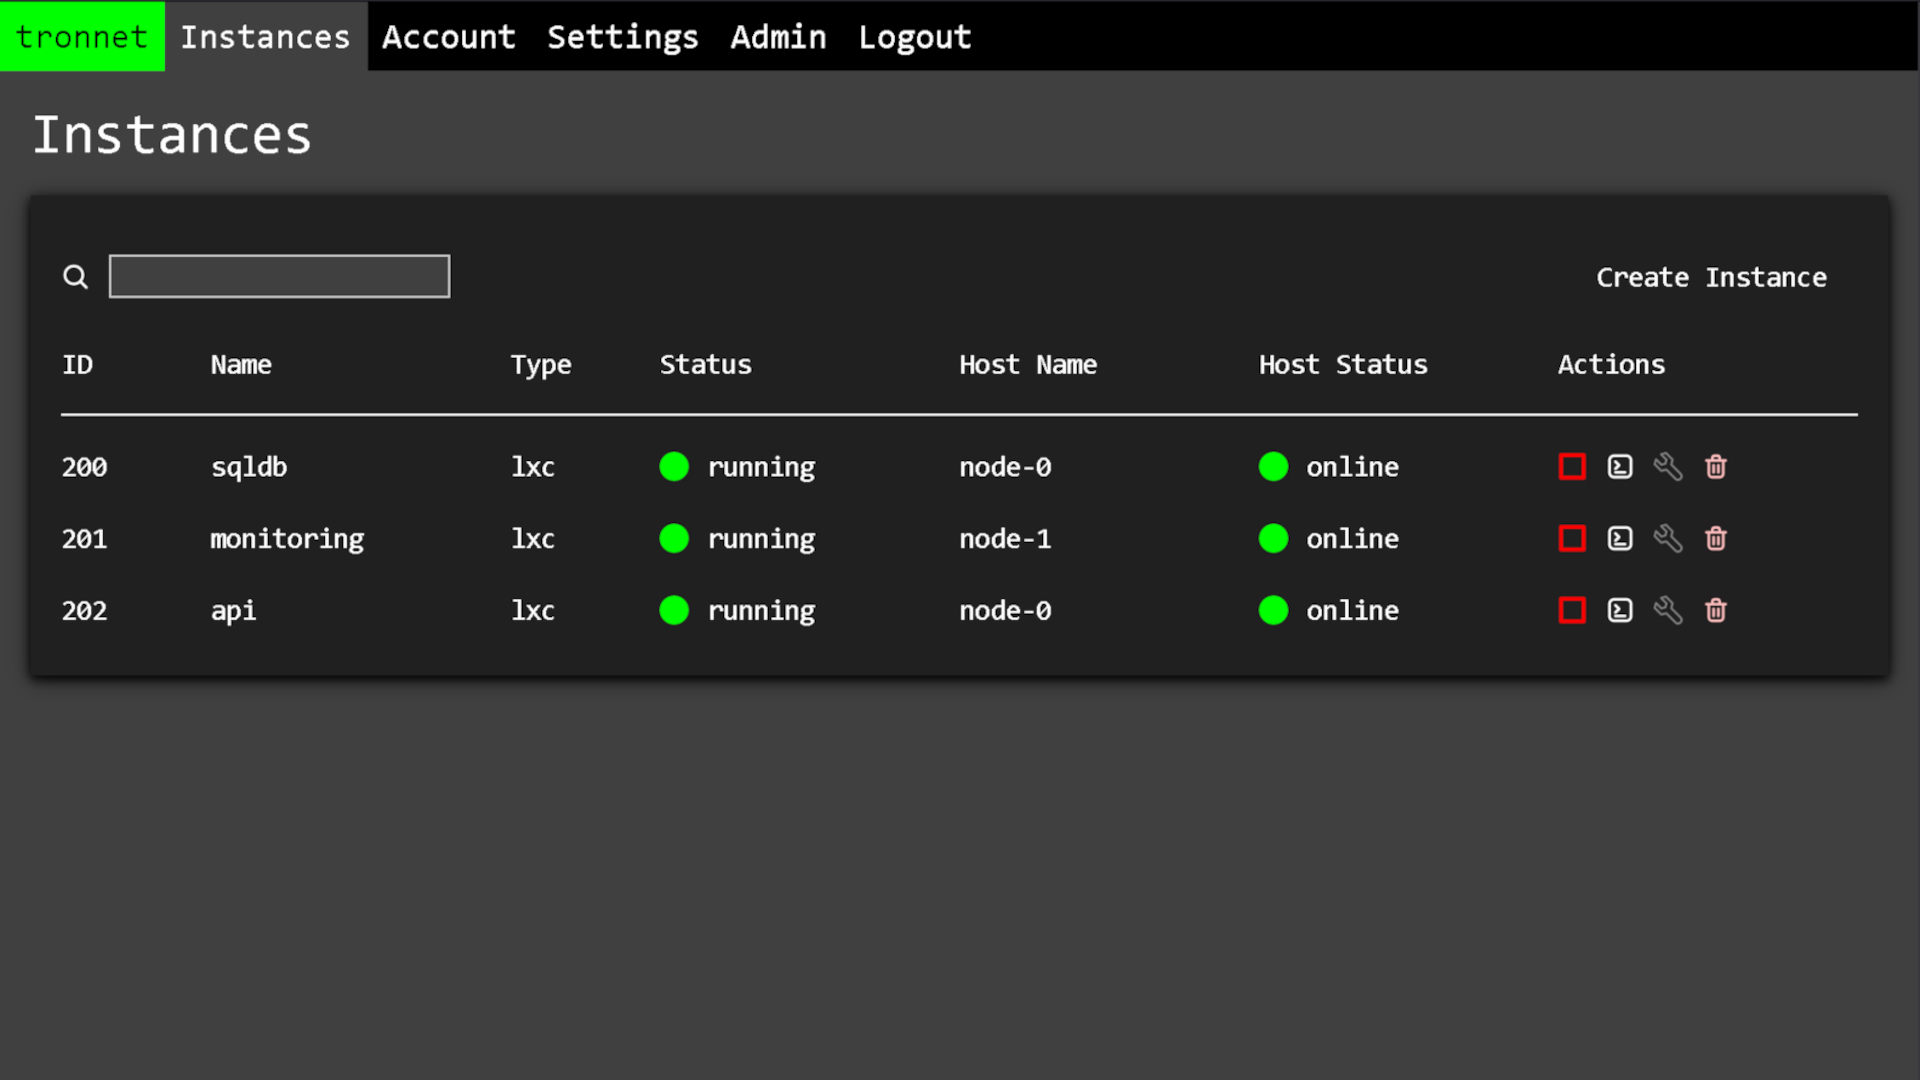 tronnet Instances Account Settings Admin Logout
Instances
Create Instance
ID Name Type Status Host Name Host Status Actions
200 sqldb lxc running node-0 online
201 monitoring lxc running node-1 online
202 api lxc running node-0 online